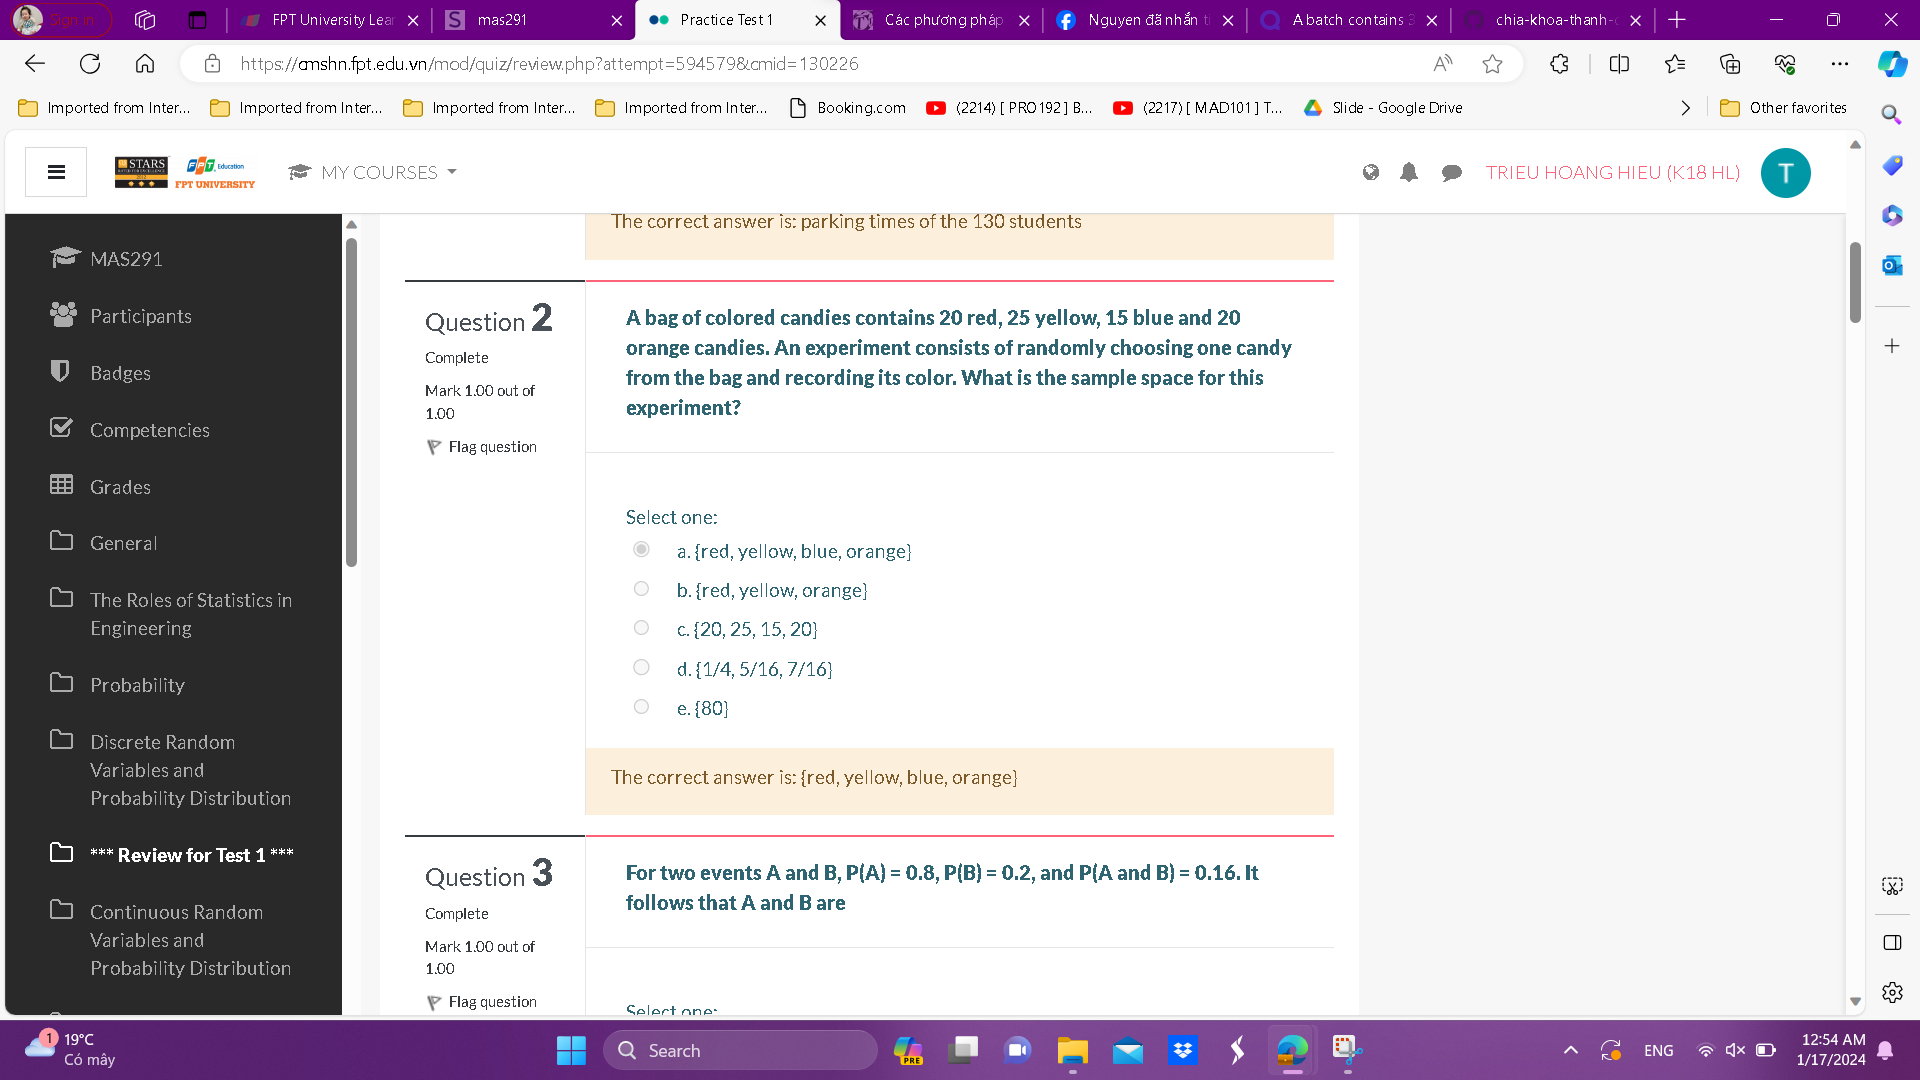 Sign in
FPT University Lear
mas291
Practice Test 1
Các phương pháp
Nguyen đã nhắn ti
A batch contains 3
chia-khoa-thanh-c
https://cmshn.fpt.edu.vn/mod/quiz/review.php?attempt=594579&cmid=130226
Imported from Inter...
Imported from Inter...
Imported from Inter...
Imported from Inter...
Booking.com
(2214) [ PRO192 ] B...
(2217) [ MAD101 ] T...
Slide - Google Drive
Other favorites
STARS
FPT Education
FPT UNIVERSITY
MY COURSES
TRIEU HOANG HIEU (K18 HL)
T
MAS291
Participants
Badges
Competencies
Grades
General
The Roles of Statistics in
Engineering
Probability
Discrete Random
Variables and
Probability Distribution
*** Review for Test 1 ***
Continuous Random
Variables and
Probability Distribution
The correct answer is: parking times of the 130 students
Question 2
Complete
Mark 1.00 out of
1.00
Flag question
A bag of colored candies contains 20 red, 25 yellow, 15 blue and 20
orange candies. An experiment consists of randomly choosing one candy
from the bag and recording its color. What is the sample space for this
experiment?
Select one:
a. {red, yellow, blue, orange}
b. {red, yellow, orange}
c. {20, 25, 15, 20}
d. {1/4, 5/16, 7/16}
e. {80}
The correct answer is: {red, yellow, blue, orange}
Question 3
Complete
Mark 1.00 out of
1.00
Flag question
For two events A and B, P(A) = 0.8, P(B) = 0.2, and P(A and B) = 0.16. It
follows that A and B are
Select one:
1
19°C
Có mây
Search
PRE
ENG
12:54 AM
1/17/2024